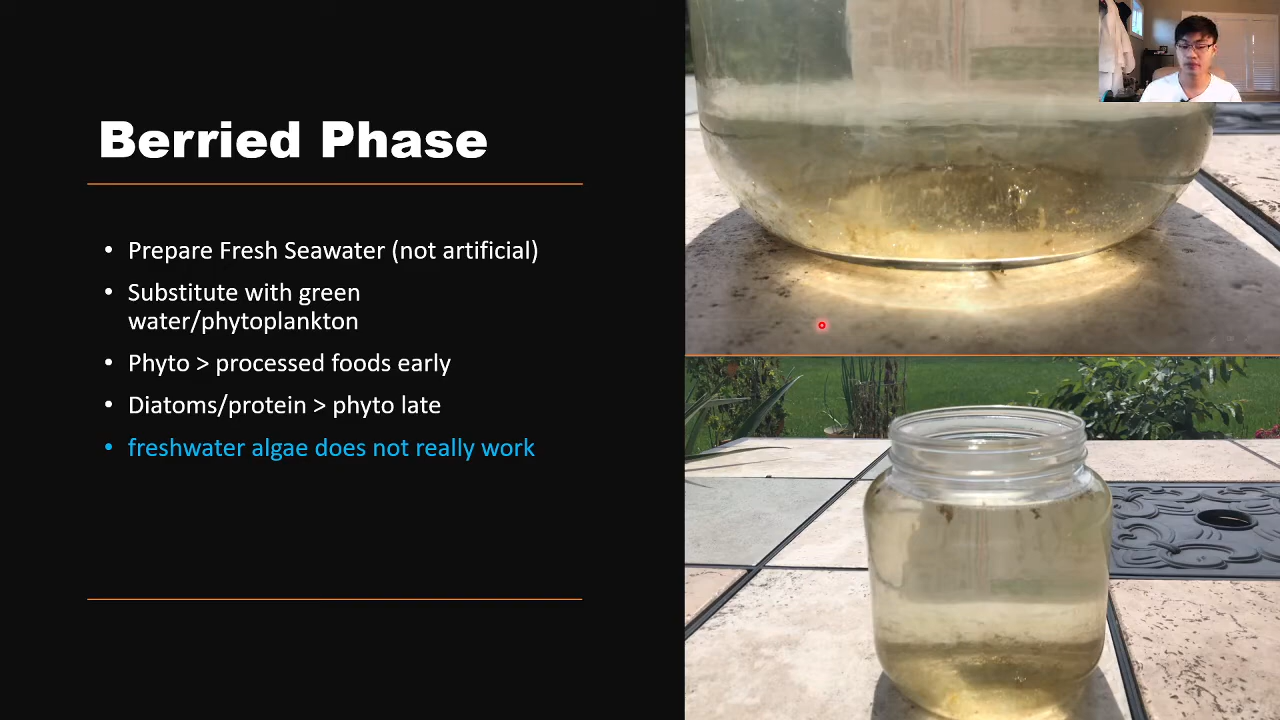 Berried Phase
• Prepare Fresh Seawater (not artificial)
• Substitute with green
water/phytoplankton
• Phyto > processed foods early
• Diatoms/protein > phyto late
• freshwater algae does not really work